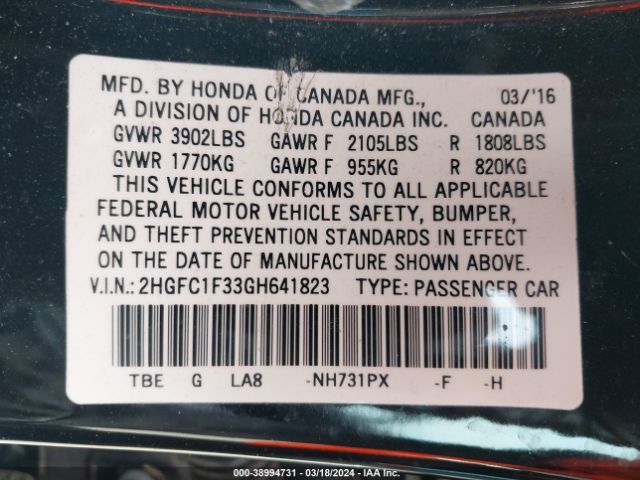 MFD. BY HONDA OF CANADA MFG., 03/'16
A DIVISION OF HONDA CANADA INC. CANADA
GVWR 3902LBS GAWR F 2105LBS R 1808LBS
GVWR 1770KG GAWR F 955KG R 820KG
THIS VEHICLE CONFORMS TO ALL APPLICABLE
FEDERAL MOTOR VEHICLE SAFETY, BUMPER,
AND THEFT PREVENTION STANDARDS IN EFFECT
ON THE DATE OF MANUFACTURE SHOWN ABOVE.
V.I.N.: 2HGFC1F33GH641823 TYPE: PASSENGER CAR
TBE G LA8 -NH731PX -F -H
000-38994731 - 03/18/2024 - IAA Inc.